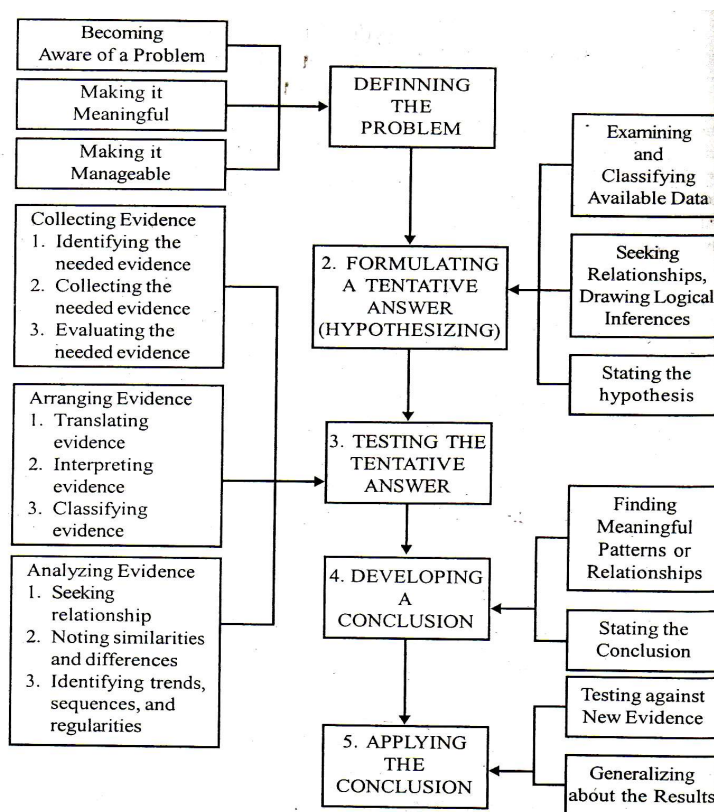 Becoming
Aware of a Problem
Making it
Meaningful
Making it
Manageable
DEFINNING
THE
PROBLEM
Examining
and
Classifying
Available Data
Seeking
Relationships,
Drawing Logical
Inferences
Stating the
hypothesis
2. FORMULATING
A TENTATIVE
ANSWER
(HYPOTHESIZING)
Collecting Evidence
1. Identifying the
needed evidence
2. Collecting the
needed evidence
3. Evaluating the
needed evidence
Arranging Evidence
1. Translating
evidence
2. Interpreting
evidence
3. Classifying
evidence
Analyzing Evidence
1. Seeking
relationship
2. Noting similarities
and differences
3. Identifying trends,
sequences, and
regularities
3. TESTING THE
TENTATIVE
ANSWER
Finding
Meaningful
Patterns or
Relationships
Stating the
Conclusion
4. DEVELOPING
A
CONCLUSION
Testing against
New Evidence
Generalizing
about the Results
5. APPLYING
THE
CONCLUSION